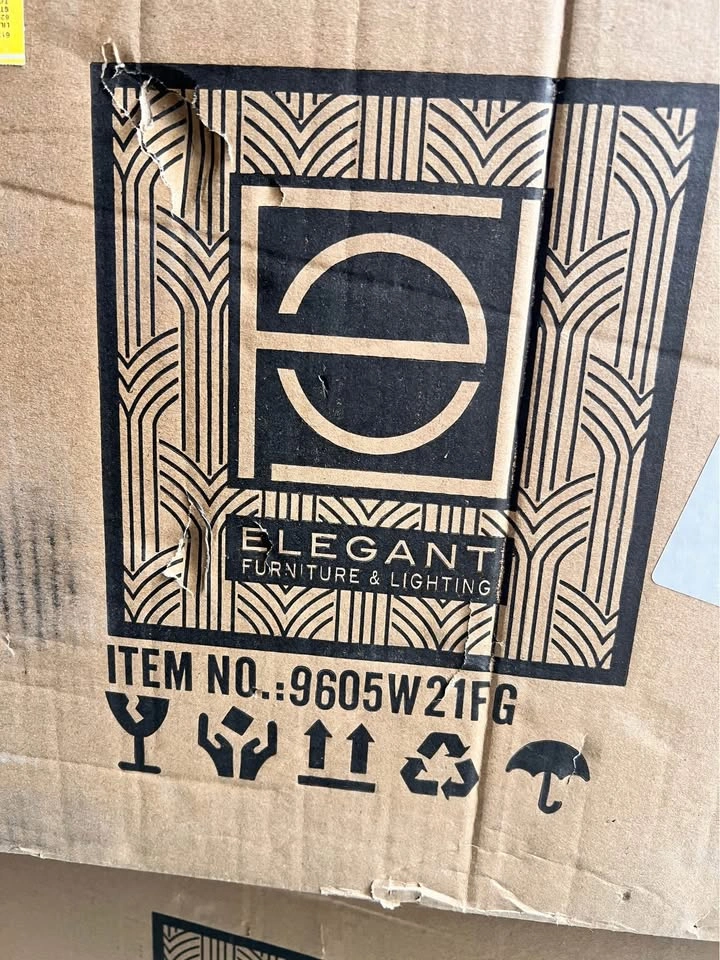 ELEGANT
FURNITURE & LIGHTING
ITEM NO.:9605W21FG